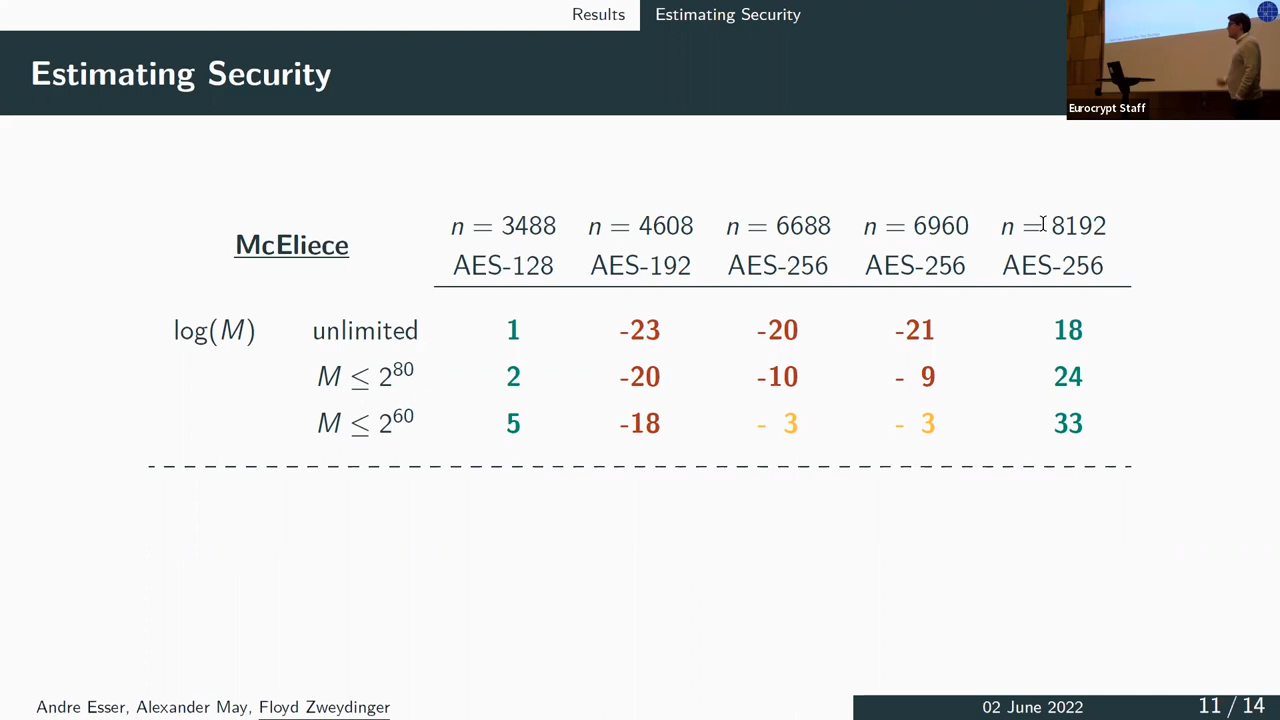 Results Estimating Security
Estimating Security
Eurocrypt Staff
n = 3488 n = 4608 n = 6688 n = 6960 n = 8192
McEliece
AES-128 AES-192 AES-256 AES-256 AES-256
log(M) unlimited 1 -23 -20 -21 18
M ≤ 2^80 2 -20 -10 - 9 24
M ≤ 2^60 5 -18 - 3 - 3 33
Andre Esser, Alexander May, Floyd Zweydinger 02 June 2022 11 / 14